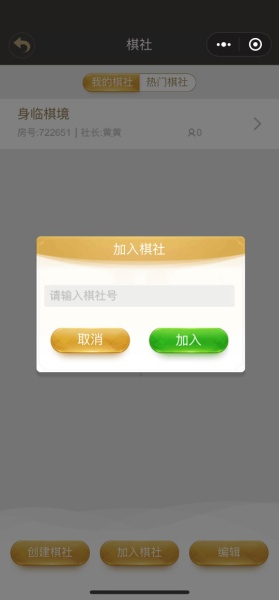 棋社
我的棋社 热门棋社
身临棋境
房号:722651 | 社长:黄黄 0
加入棋社
请输入棋社号
取消 加入
创建棋社 加入棋社 编辑